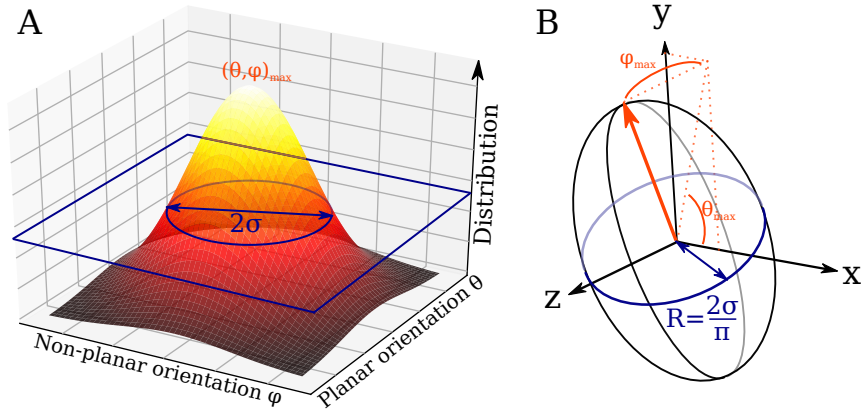 A
(θ,φ)max
2σ
Distribution
Non-planar orientation φ
Planar orientation θ
B
y
φmax
θmax
x
z
R=2σ/π